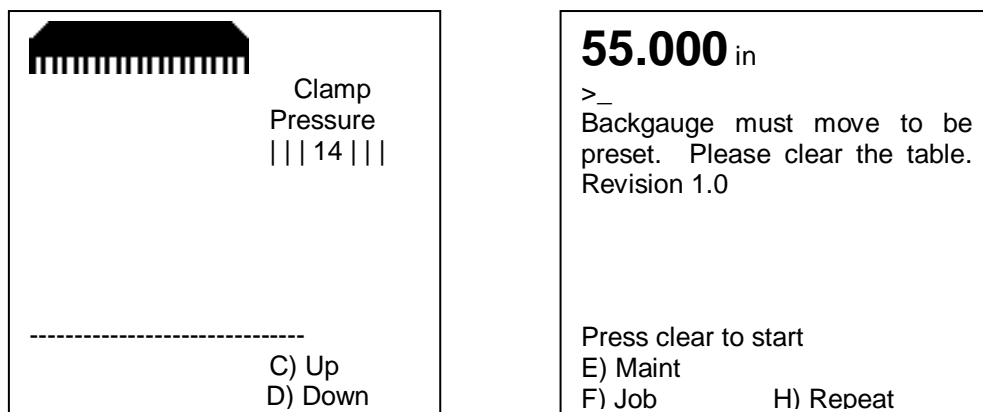 Clamp
Pressure
| | | 14 | | |
-------------------------------
C) Up
D) Down
55.000 in
>_
Backgauge must move to be
preset. Please clear the table.
Revision 1.0
Press clear to start
E) Maint
F) Job H) Repeat